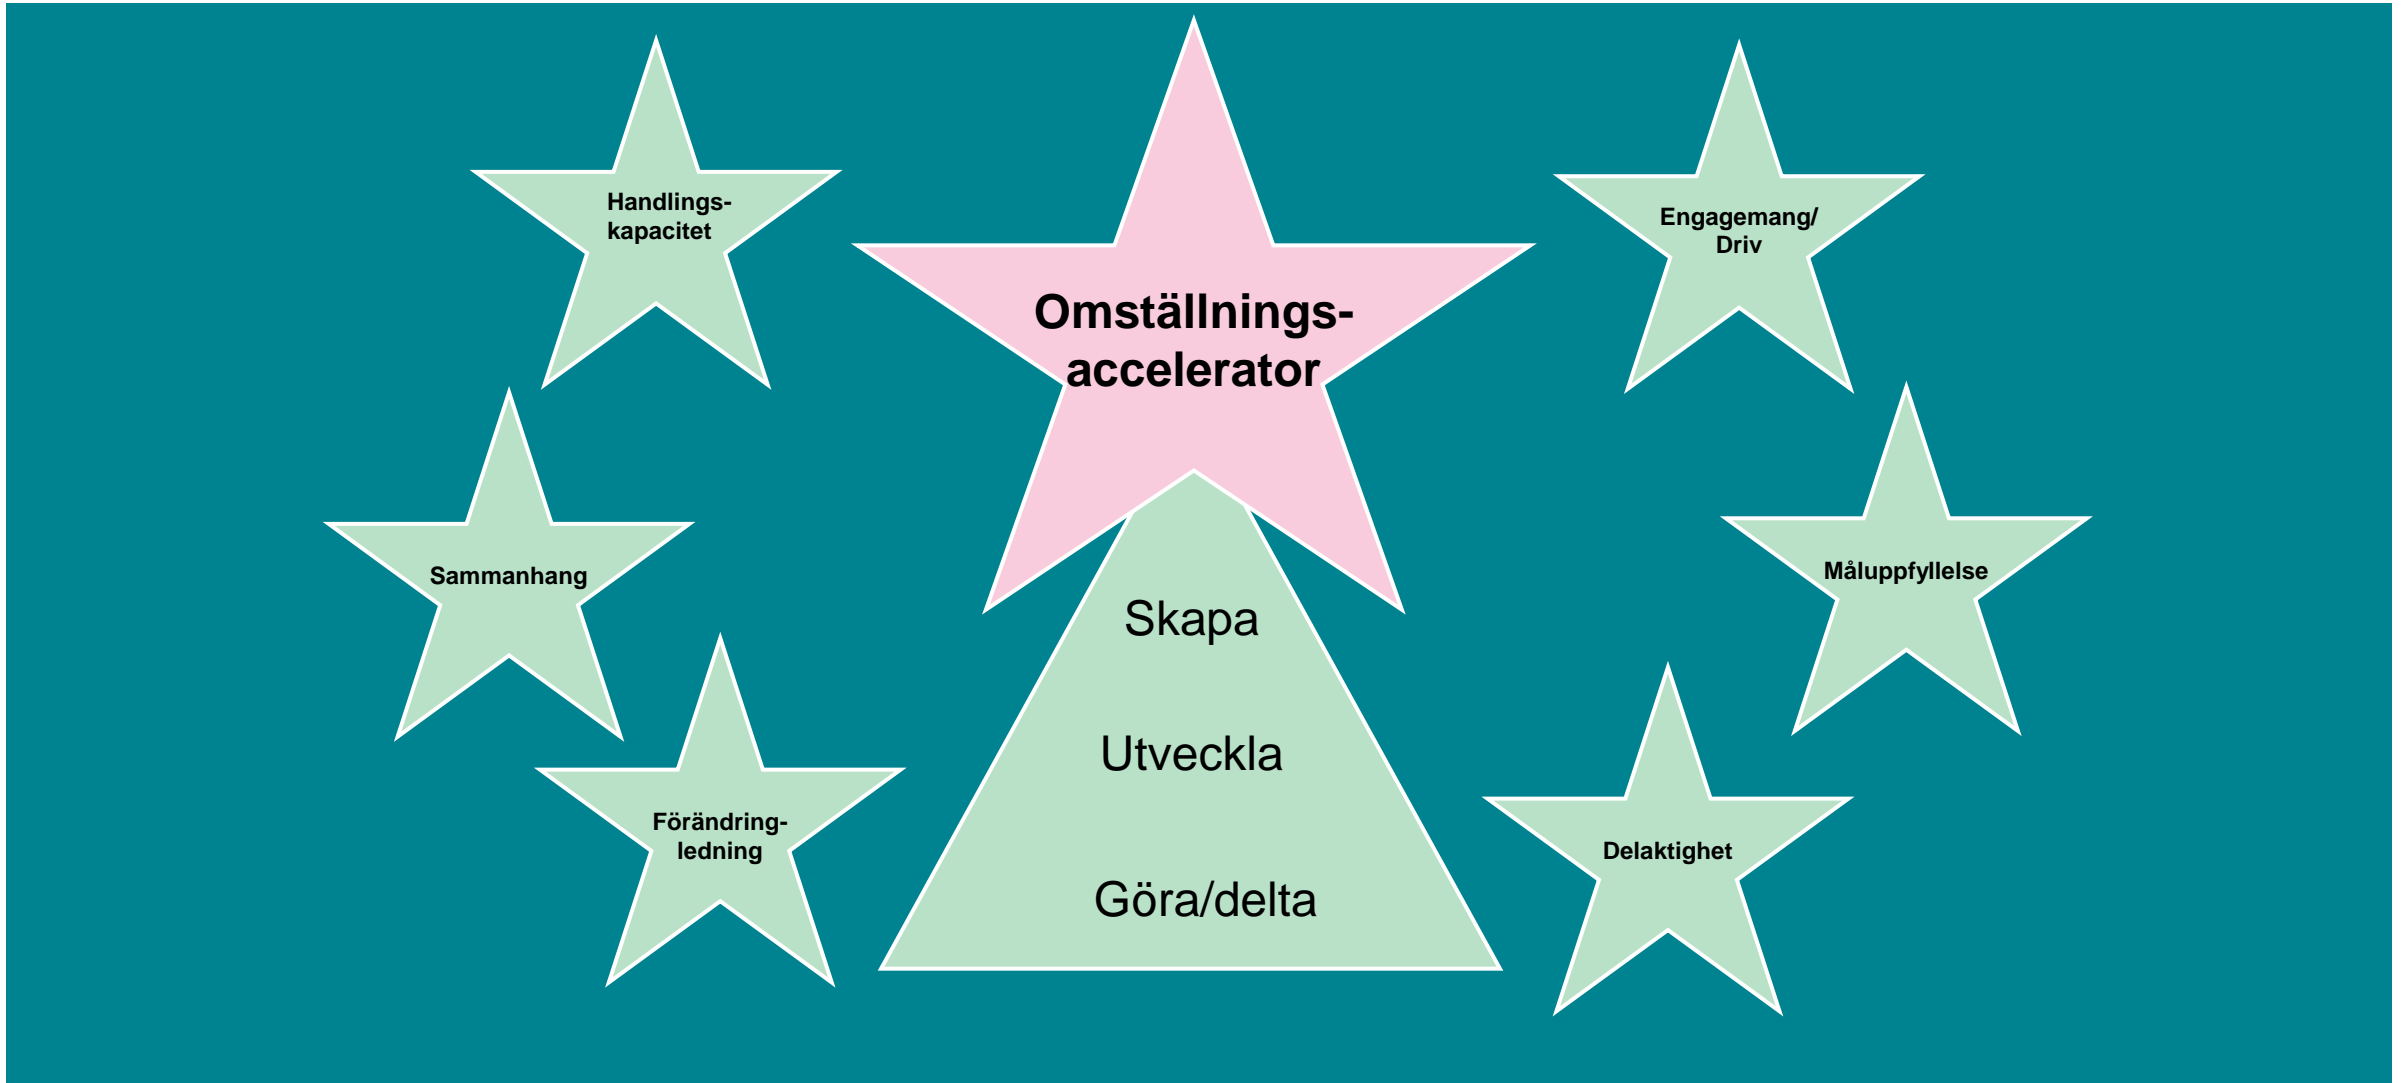 Handlings-
kapacitet
Omställnings-
accelerator
Engagemang/
Driv
Sammanhang
Måluppfyllelse
Skapa
Utveckla
Göra/delta
Förändring-
ledning
Delaktighet